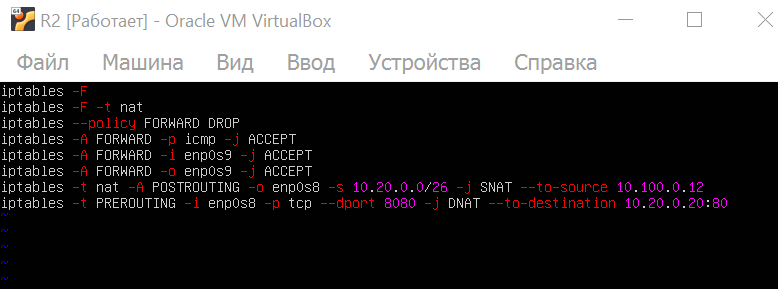 64
R2 [Работает] - Oracle VM VirtualBox
Файл Машина Вид Ввод Устройства Справка
iptables -F
iptables -F -t nat
iptables --policy FORWARD DROP
iptables -A FORWARD -p icmp -j ACCEPT
iptables -A FORWARD -i enp0s9 -j ACCEPT
iptables -A FORWARD -o enp0s9 -j ACCEPT
iptables -t nat -A POSTROUTING -o enp0s8 -s 10.20.0.0/26 -j SNAT --to-source 10.100.0.12
iptables -t PREROUTING -i enp0s8 -p tcp --dport 8080 -j DNAT --to-destination 10.20.0.20:80
~
~
~
~
~